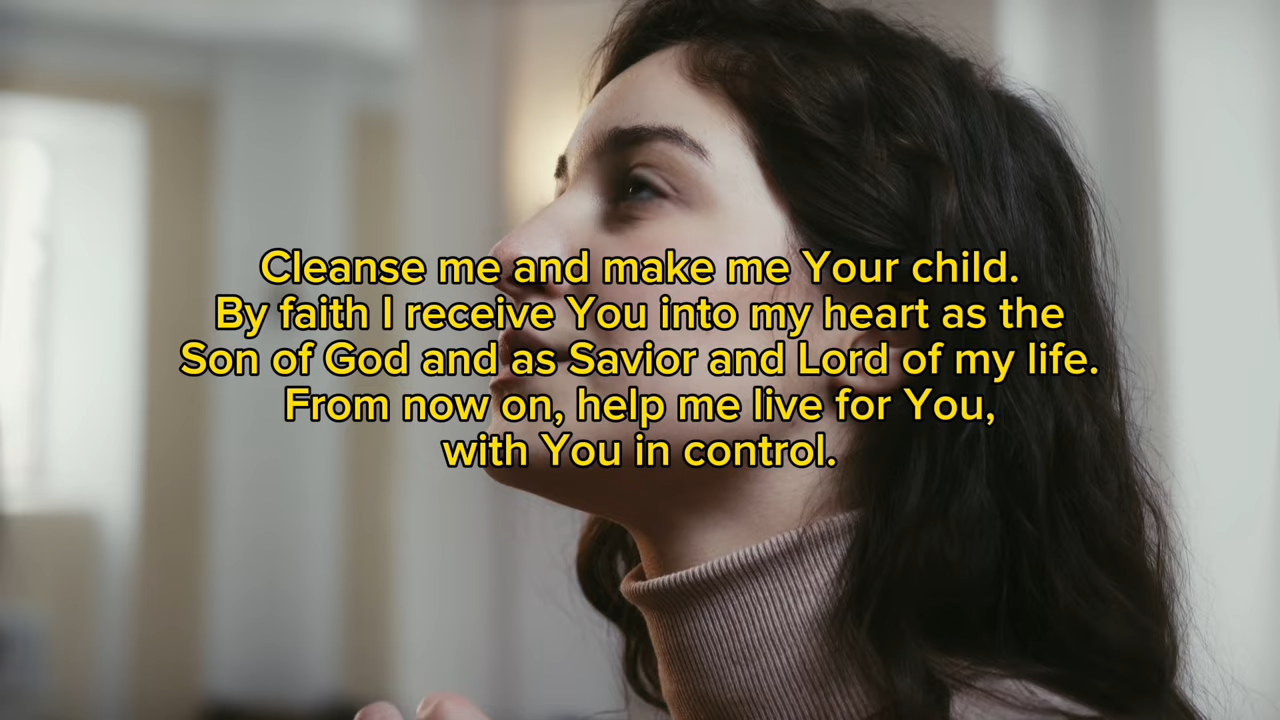 Cleanse me and make me Your child.
By faith I receive You into my heart as the
Son of God and as Savior and Lord of my life.
From now on, help me live for You,
with You in control.